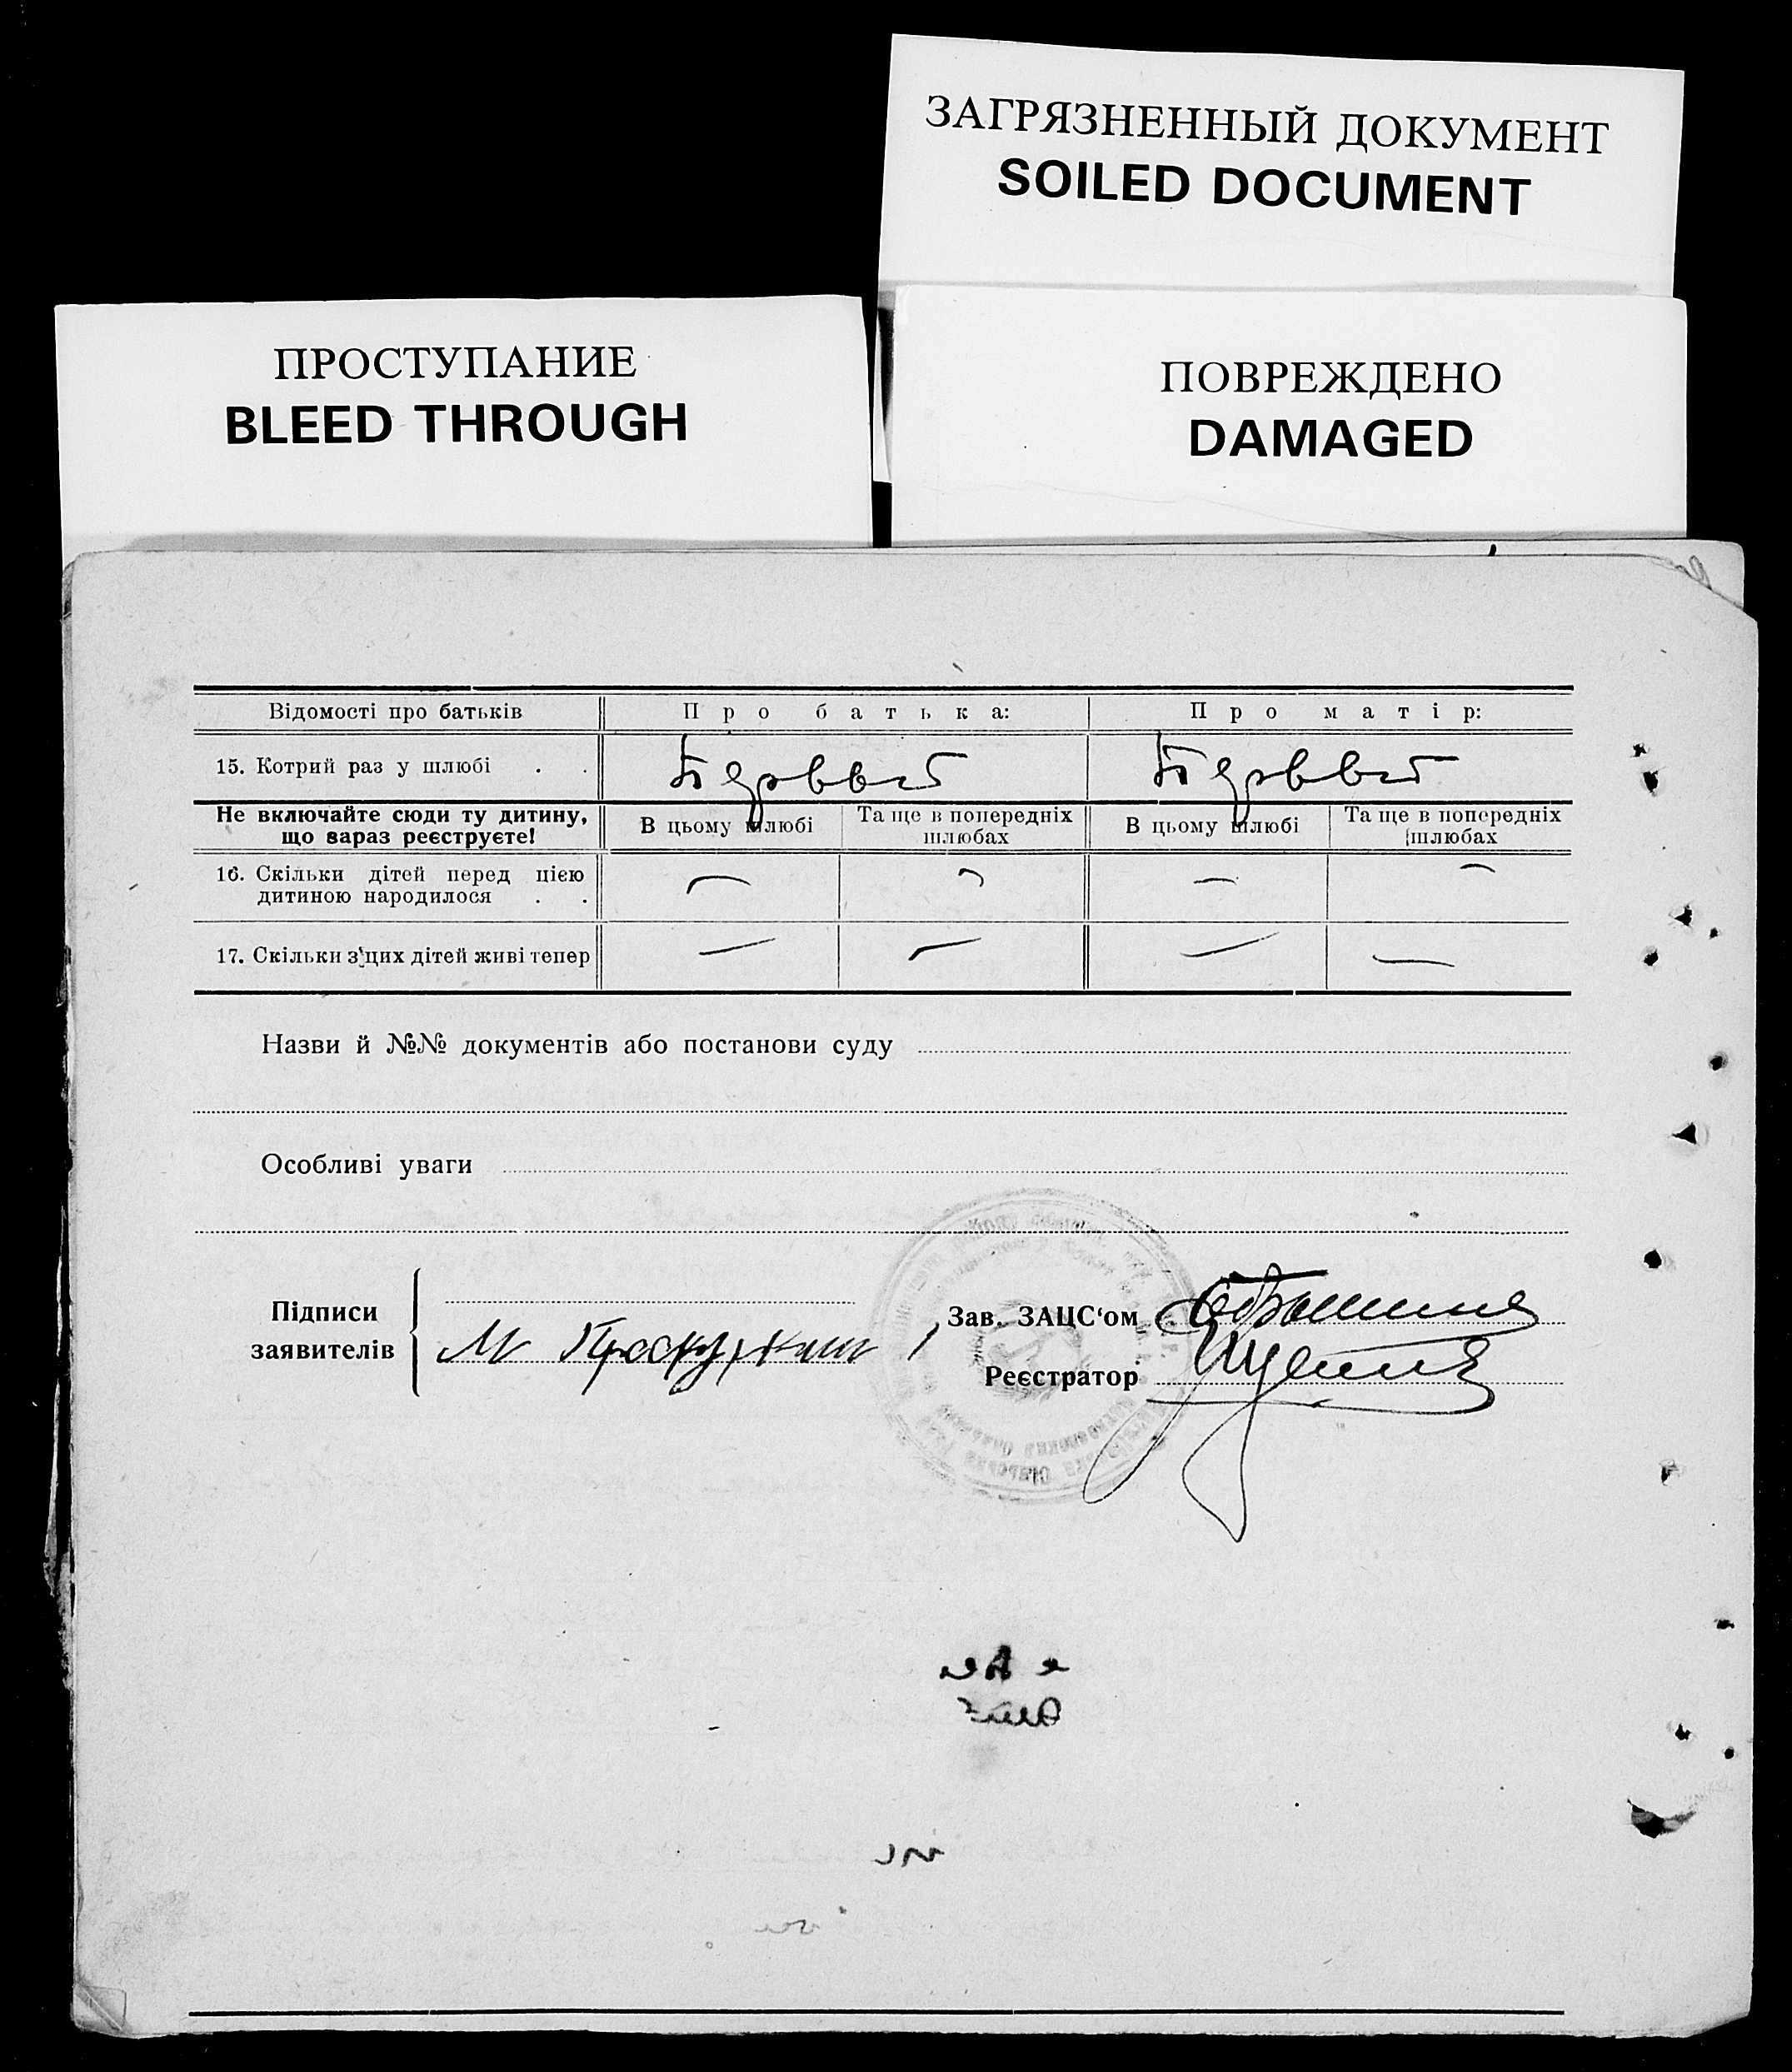 ЗАГРЯЗНЕННЫЙ ДОКУМЕНТ
SOILED DOCUMENT
ПРОСТУПАНИЕ
BLEED THROUGH
ПОВРЕЖДЕНО
DAMAGED
Відомості про батьків Про батька: Про матір:
15. Котрий раз у шлюбі . . Первый Первый
Не включайте сюди ту дитину,
що зараз реєструєте!
В цьому шлюбі
Та ще в попередніх
шлюбах
В цьому шлюбі
Та ще в попередніх
шлюбах
16. Скільки дітей перед цією
дитиною народилося . . — — — —
17. Скільки з цих дітей живі тепер — — — —
Назви й №№ документів або постанови суду
Особливі уваги
Підписи
заявителів
М
Зав. ЗАЦС‘ом
Реєстратор